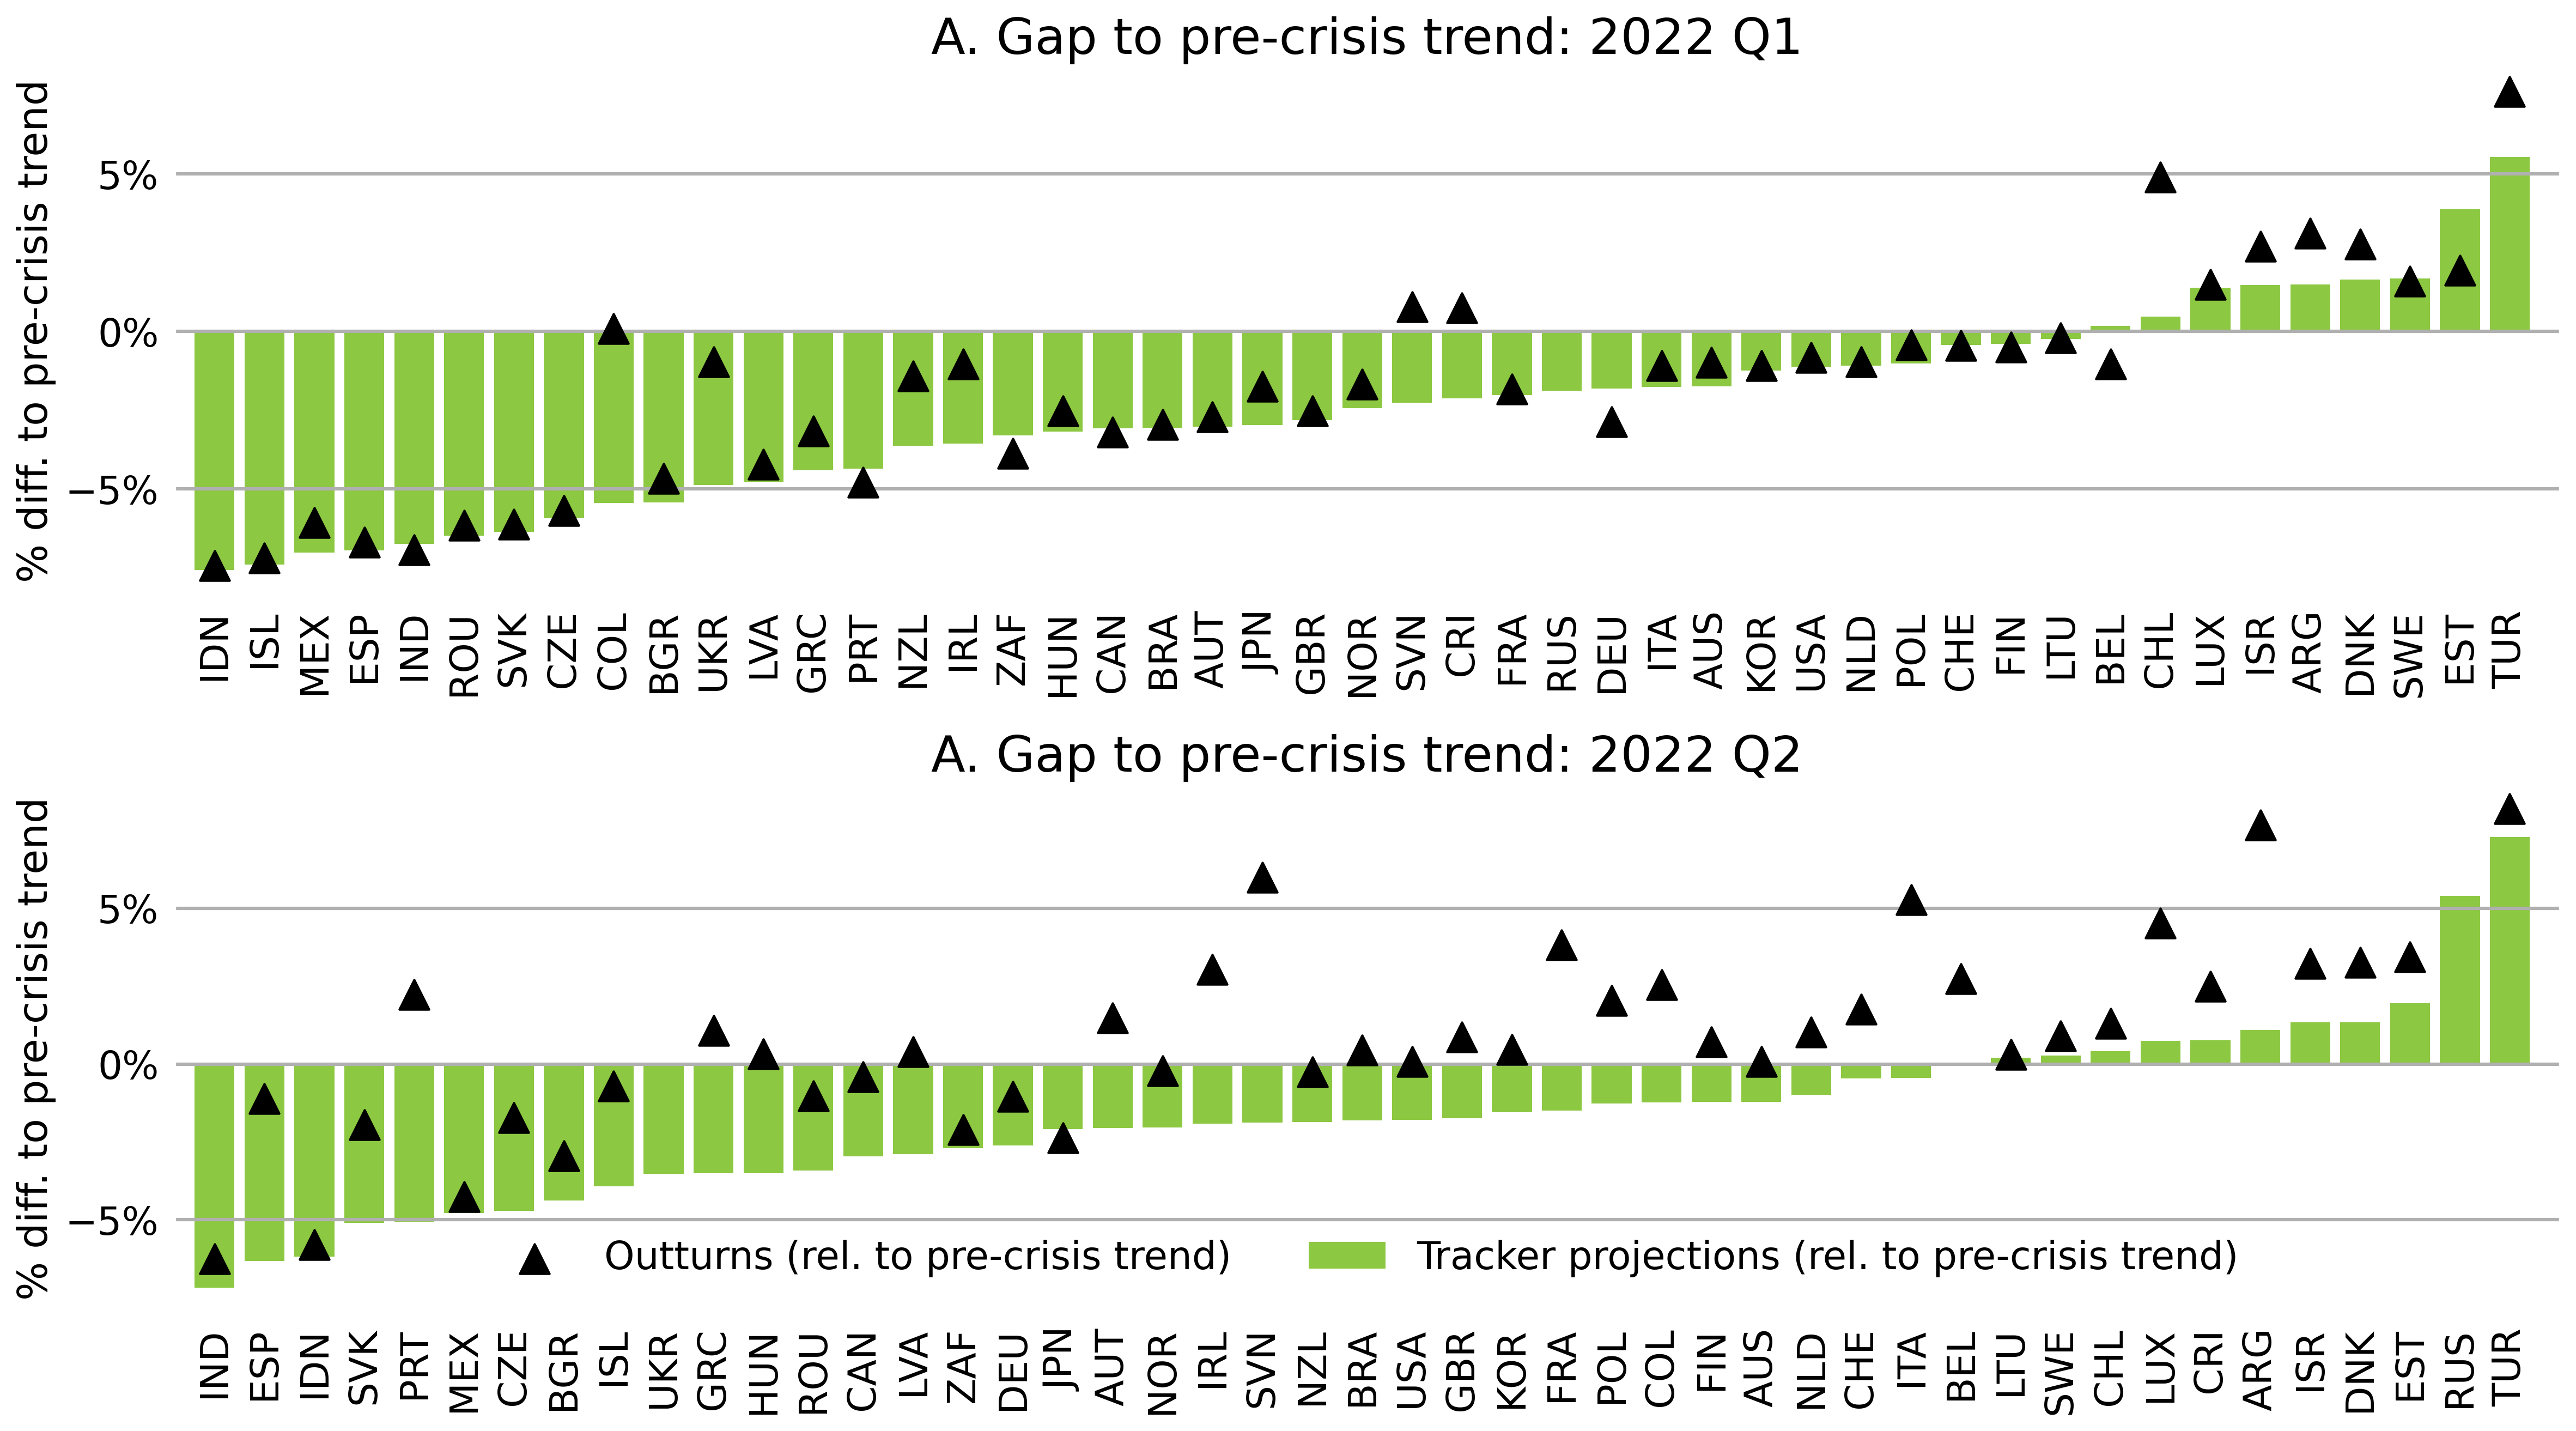 A. Gap to pre-crisis trend: 2022 Q1
% diff. to pre-crisis trend
5%
0%
−5%
IDN ISL MEX ESP IND ROU SVK CZE COL BGR UKR LVA GRC PRT NZL IRL ZAF HUN CAN BRA AUT JPN GBR NOR SVN CRI FRA RUS DEU ITA AUS KOR USA NLD POL CHE FIN LTU BEL CHL LUX ISR ARG DNK SWE EST TUR
A. Gap to pre-crisis trend: 2022 Q2
% diff. to pre-crisis trend
5%
0%
−5%
Outturns (rel. to pre-crisis trend) Tracker projections (rel. to pre-crisis trend)
IND ESP IDN SVK PRT MEX CZE BGR ISL UKR GRC HUN ROU CAN LVA ZAF DEU JPN AUT NOR IRL SVN NZL BRA USA GBR KOR FRA POL COL FIN AUS NLD CHE ITA BEL LTU SWE CHL LUX CRI ARG ISR DNK EST RUS TUR